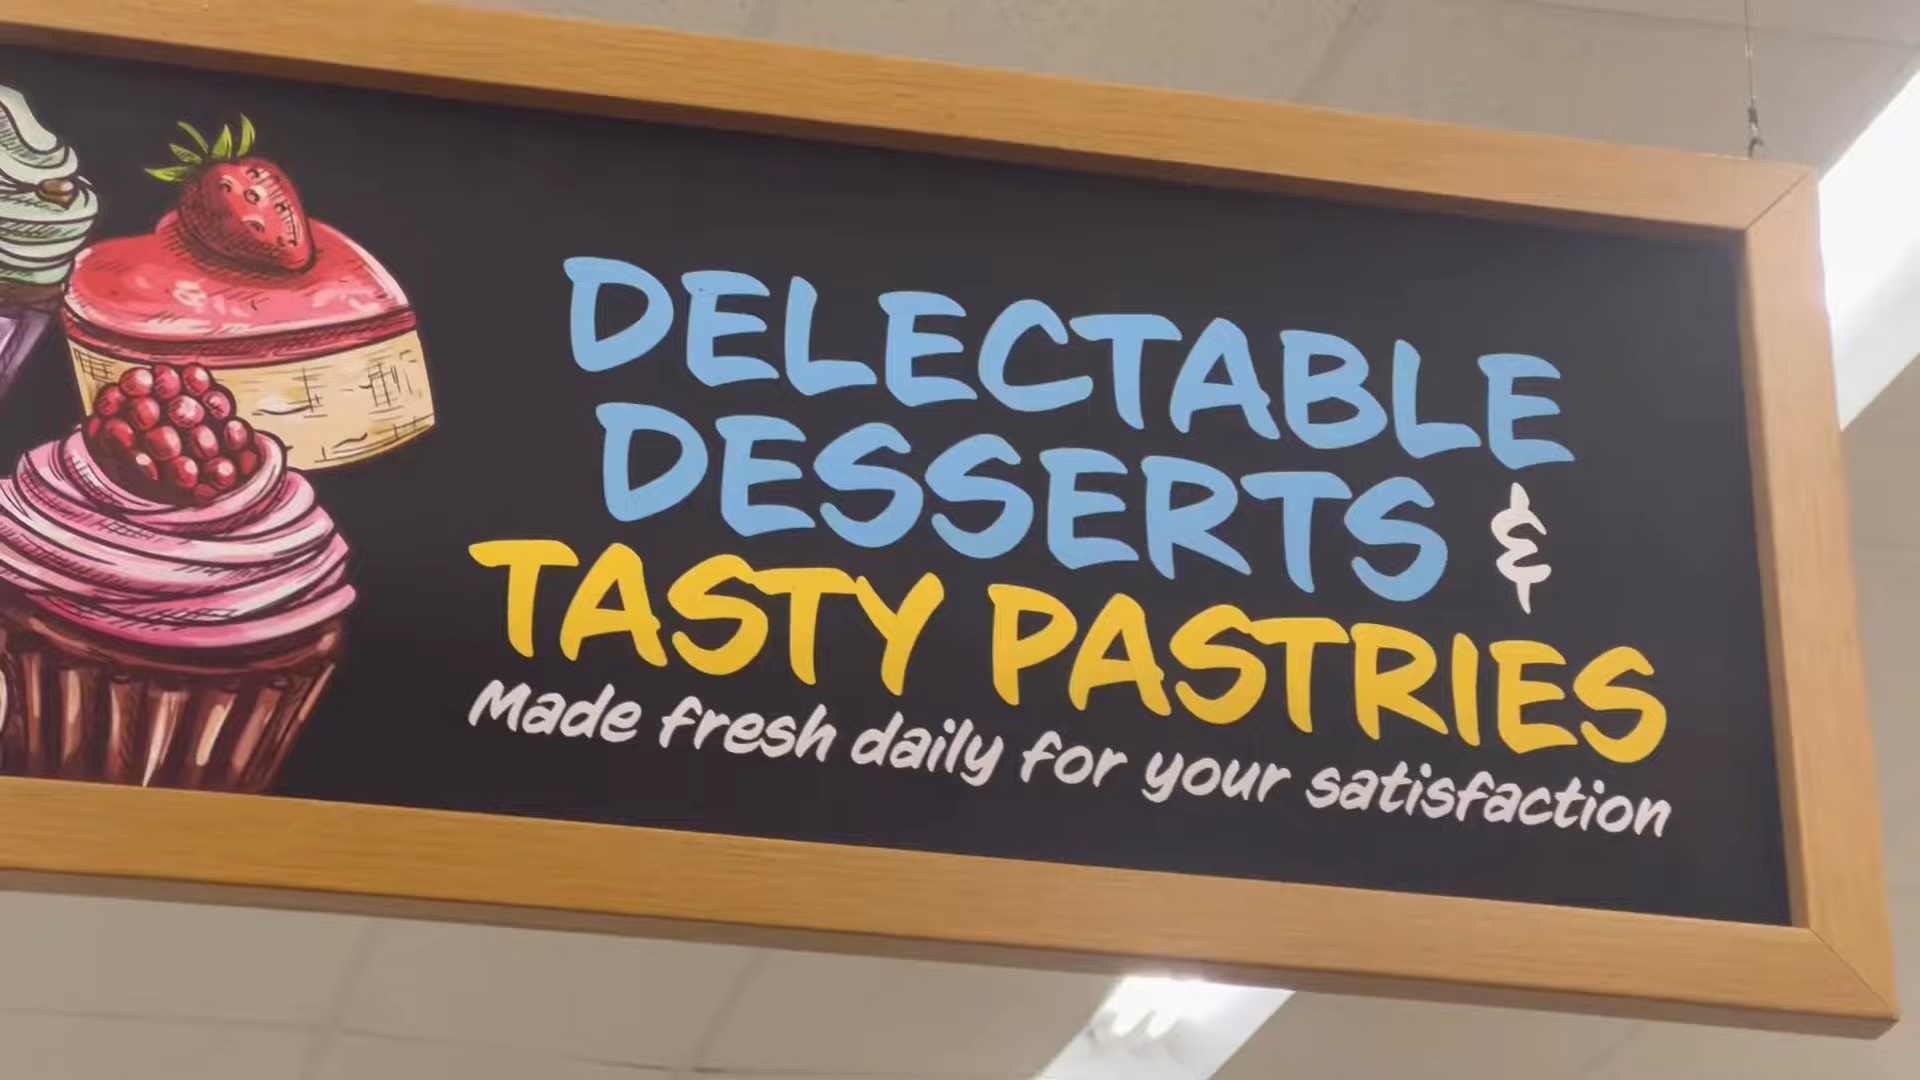 DELECTABLE
DESSERTS &
TASTY PASTRIES
Made fresh daily for your satisfaction